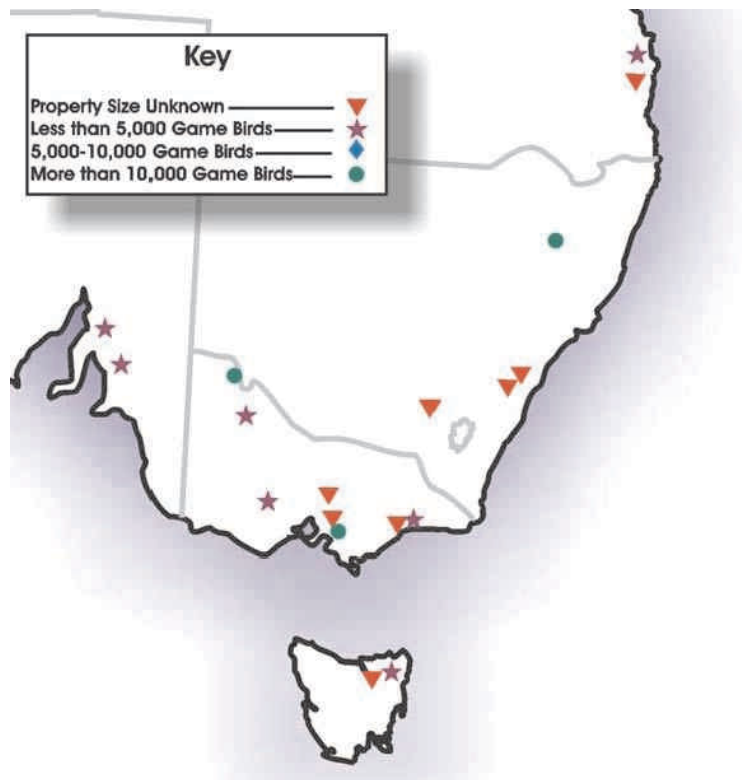 Key
Property Size Unknown
Less than 5,000 Game Birds
5,000-10,000 Game Birds
More than 10,000 Game Birds